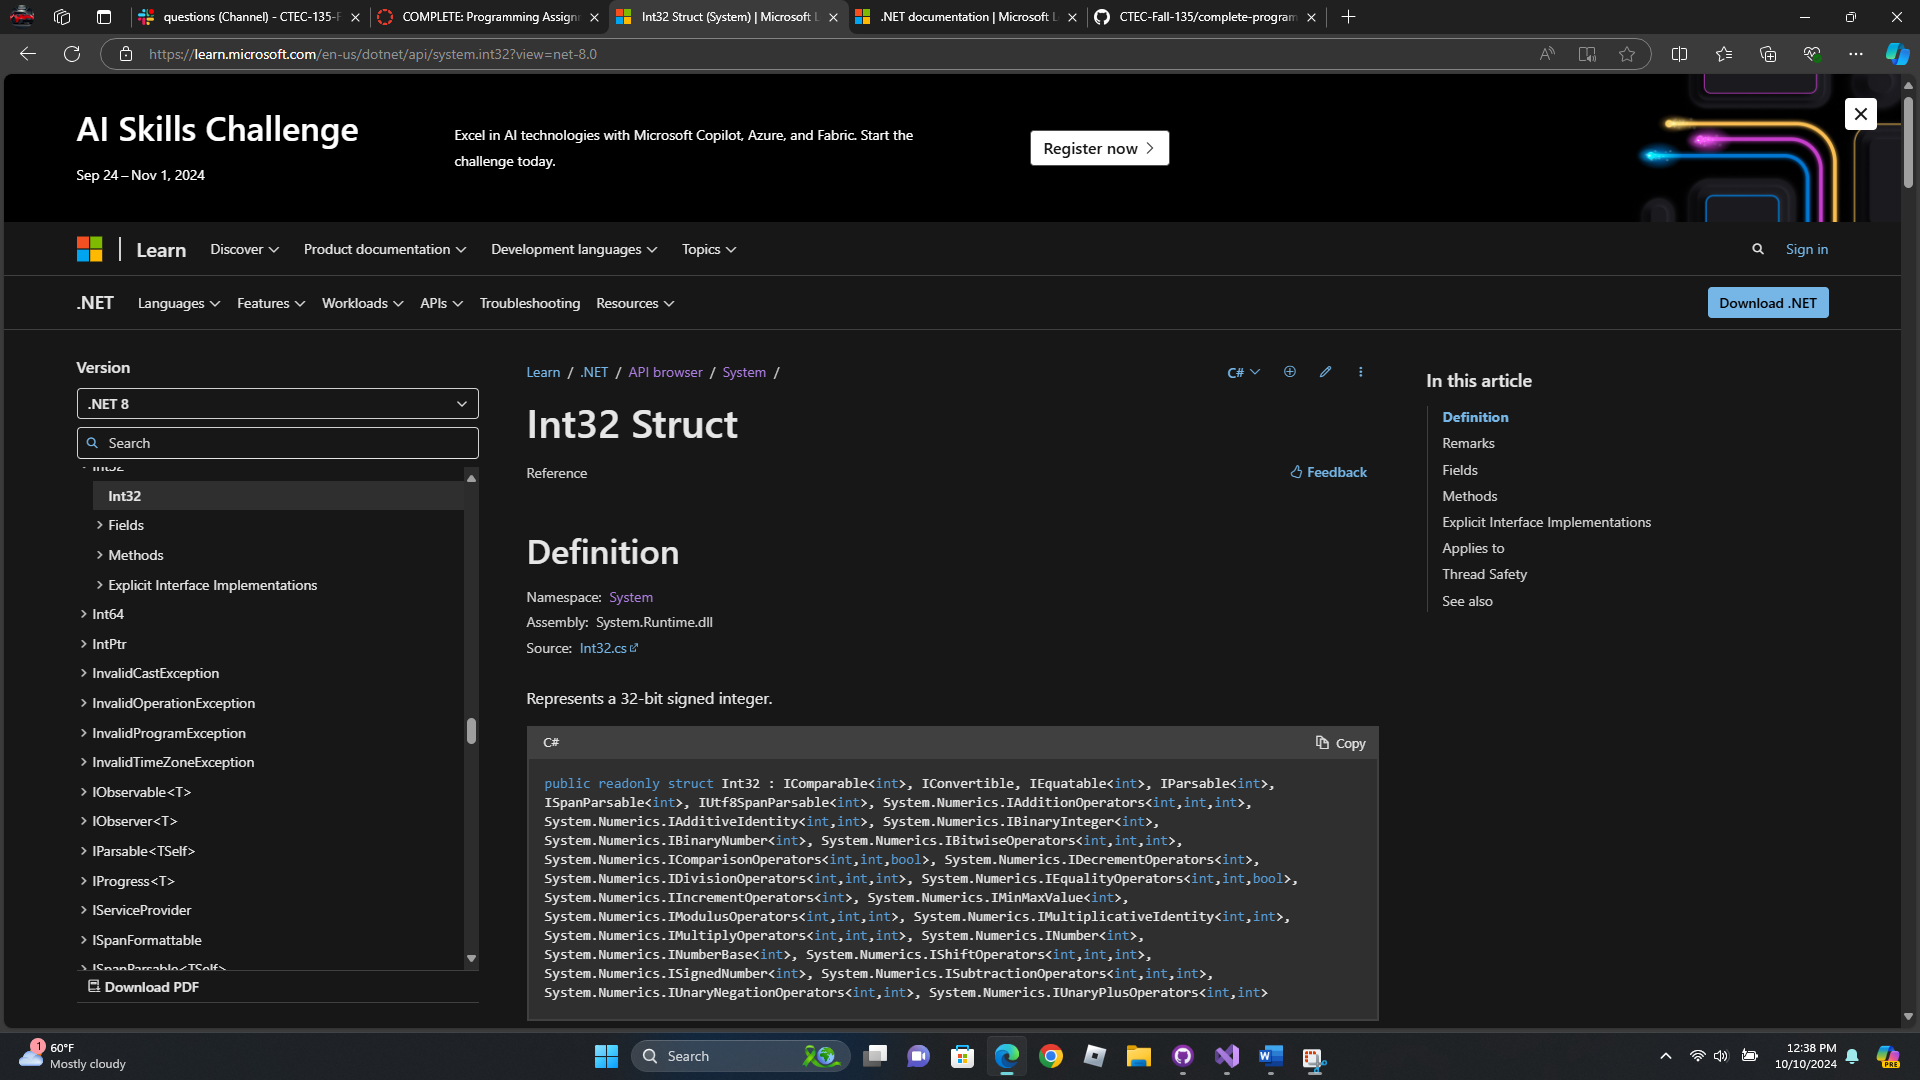 questions (Channel) - CTEC-135-F
COMPLETE: Programming Assignm
Int32 Struct (System) | Microsoft L
.NET documentation | Microsoft L
CTEC-Fall-135/complete-program
https://learn.microsoft.com/en-us/dotnet/api/system.int32?view=net-8.0
AI Skills Challenge
Sep 24 – Nov 1, 2024
Excel in AI technologies with Microsoft Copilot, Azure, and Fabric. Start the
challenge today.
Register now
Learn
Discover
Product documentation
Development languages
Topics
Sign in
.NET
Languages
Features
Workloads
APIs
Troubleshooting
Resources
Download .NET
Version
.NET 8
Search
Int32
Int32
Fields
Methods
Explicit Interface Implementations
Int64
IntPtr
InvalidCastException
InvalidOperationException
InvalidProgramException
InvalidTimeZoneException
IObservable<T>
IObserver<T>
IParsable<TSelf>
IProgress<T>
IServiceProvider
ISpanFormattable
ISpanParsable<TSelf>
Download PDF
Learn / .NET / API browser / System /
C#
Int32 Struct
Reference
Feedback
Definition
Namespace: System
Assembly: System.Runtime.dll
Source: Int32.cs
Represents a 32-bit signed integer.
C#
Copy
public readonly struct Int32 : IComparable<int>, IConvertible, IEquatable<int>, IParsable<int>,
ISpanParsable<int>, IUtf8SpanParsable<int>, System.Numerics.IAdditionOperators<int,int,int>,
System.Numerics.IAdditiveIdentity<int,int>, System.Numerics.IBinaryInteger<int>,
System.Numerics.IBinaryNumber<int>, System.Numerics.IBitwiseOperators<int,int,int>,
System.Numerics.IComparisonOperators<int,int,bool>, System.Numerics.IDecrementOperators<int>,
System.Numerics.IDivisionOperators<int,int,int>, System.Numerics.IEqualityOperators<int,int,bool>,
System.Numerics.IIncrementOperators<int>, System.Numerics.IMinMaxValue<int>,
System.Numerics.IModulusOperators<int,int,int>, System.Numerics.IMultiplicativeIdentity<int,int>,
System.Numerics.IMultiplyOperators<int,int,int>, System.Numerics.INumber<int>,
System.Numerics.INumberBase<int>, System.Numerics.IShiftOperators<int,int,int>,
System.Numerics.ISignedNumber<int>, System.Numerics.ISubtractionOperators<int,int,int>,
System.Numerics.IUnaryNegationOperators<int,int>, System.Numerics.IUnaryPlusOperators<int,int>
In this article
Definition
Remarks
Fields
Methods
Explicit Interface Implementations
Applies to
Thread Safety
See also
1
60°F
Mostly cloudy
Search
12:38 PM
10/10/2024
PRE